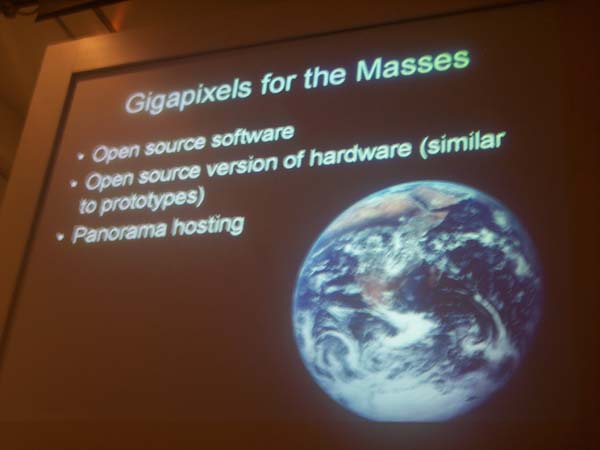 Gigapixels for the Masses
• Open source software
• Open source version of hardware (similar
to prototypes)
• Panorama hosting